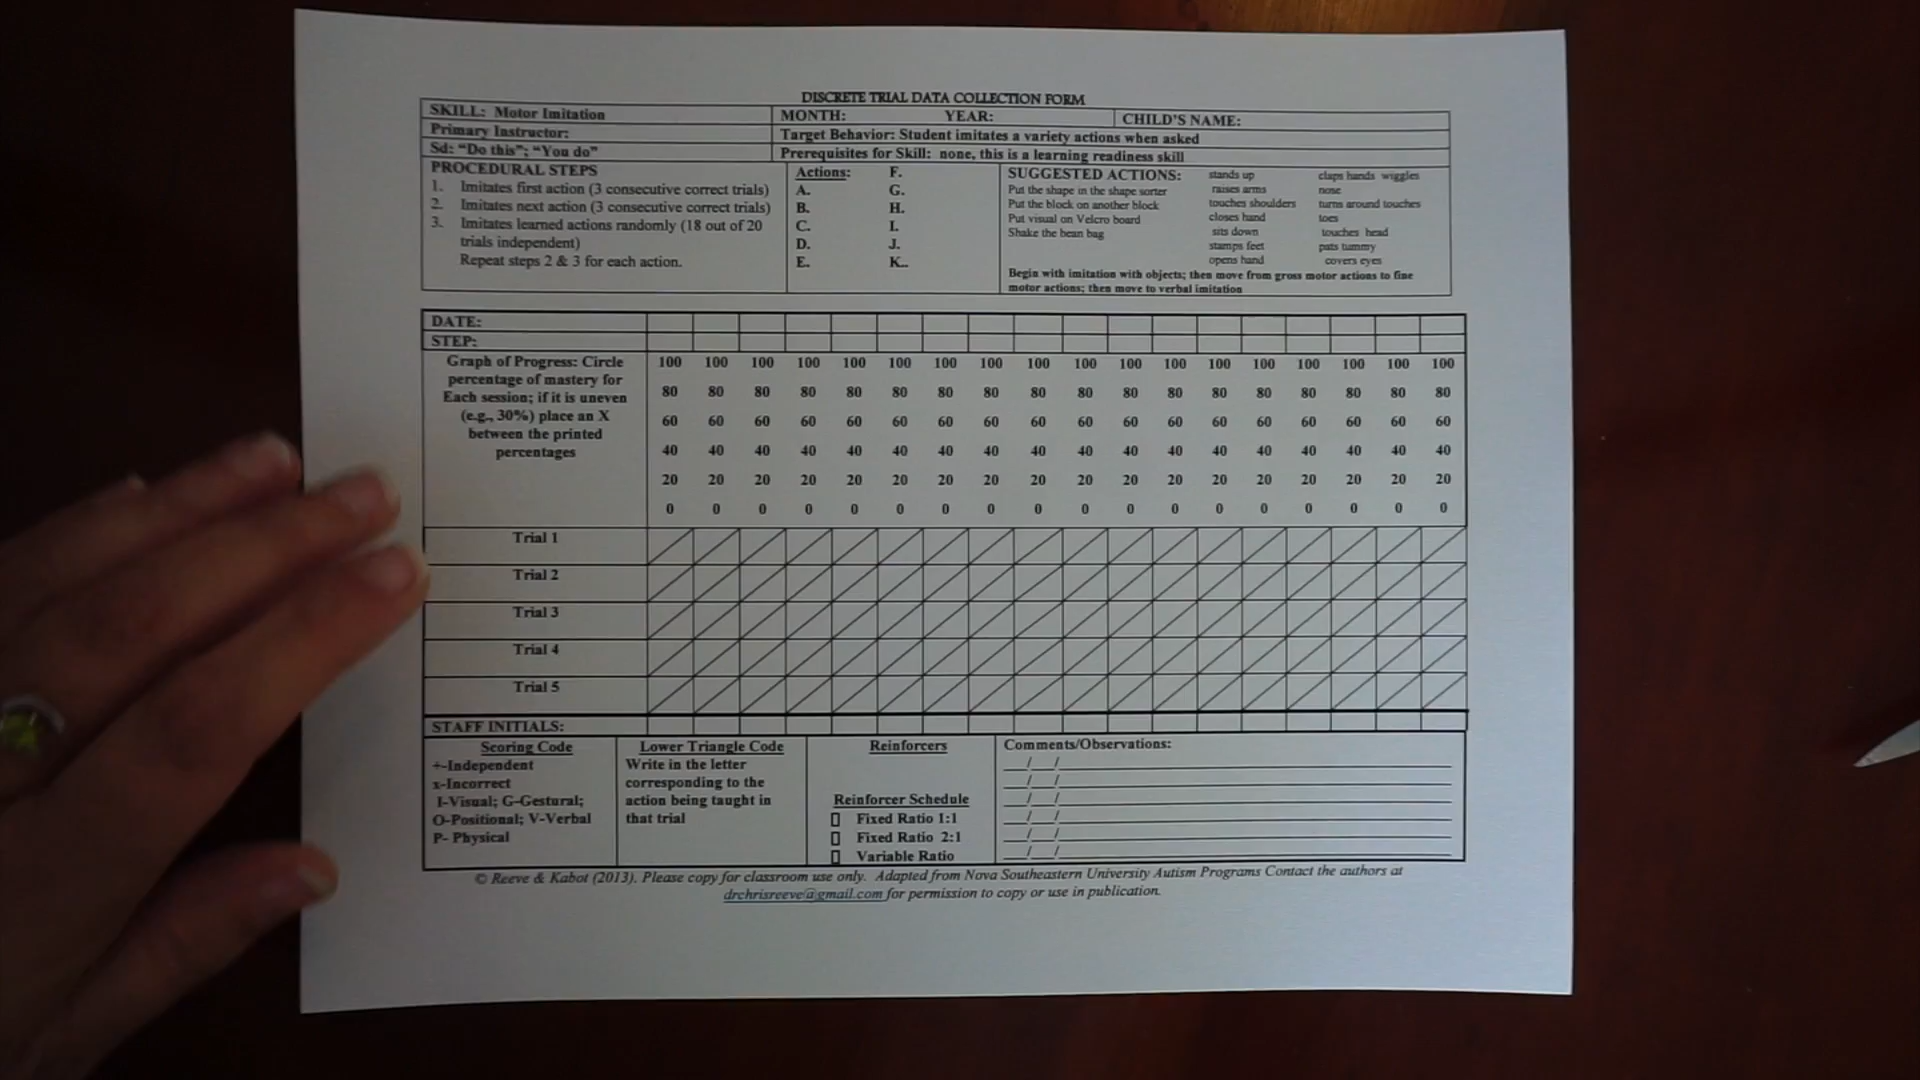 DISCRETE TRIAL DATA COLLECTION FORM
SKILL: Motor Imitation
MONTH: YEAR:
CHILD'S NAME:
Primary Instructor:
Target Behavior: Student imitates a variety actions when asked
Sd: "Do this"; "You do"
Prerequisites for Skill: none, this is a learning readiness skill
PROCEDURAL STEPS
1. Imitates first action (3 consecutive correct trials)
2. Imitates next action (3 consecutive correct trials)
3. Imitates learned actions randomly (18 out of 20
trials independent)
Repeat steps 2 & 3 for each action.
Actions: F.
A. G.
B. H.
C. I.
D. J.
E. K..
SUGGESTED ACTIONS: stands up claps hands wiggles
Put the shape in the shape sorter raises arms nose
Put the block on another block touches shoulders turns around touches
Put visual on Velcro board closes hand toes
Shake the bean bag sits down touches head
stamps feet pats tummy
opens hand covers eyes
Begin with imitation with objects; then move from gross motor actions to fine
motor actions; then move to verbal imitation
DATE:
STEP:
Graph of Progress: Circle
percentage of mastery for
Each session; if it is uneven
(e.g., 30%) place an X
between the printed
percentages
100 100 100 100 100 100 100 100 100 100 100 100 100 100 100 100 100 100
80 80 80 80 80 80 80 80 80 80 80 80 80 80 80 80 80 80
60 60 60 60 60 60 60 60 60 60 60 60 60 60 60 60 60 60
40 40 40 40 40 40 40 40 40 40 40 40 40 40 40 40 40 40
20 20 20 20 20 20 20 20 20 20 20 20 20 20 20 20 20 20
0 0 0 0 0 0 0 0 0 0 0 0 0 0 0 0 0 0
Trial 1
Trial 2
Trial 3
Trial 4
Trial 5
STAFF INITIALS:
Scoring Code
+-Independent
x-Incorrect
I-Visual; G-Gestural;
O-Positional; V-Verbal
P- Physical
Lower Triangle Code
Write in the letter
corresponding to the
action being taught in
that trial
Reinforcers
Reinforcer Schedule
Fixed Ratio 1:1
Fixed Ratio 2:1
Variable Ratio
Comments/Observations:
__/__/
__/__/
__/__/
__/__/
__/__/
__/__/
© Reeve & Kabot (2013). Please copy for classroom use only. Adapted from Nova Southeastern University Autism Programs Contact the authors at
drchrisreeve@gmail.com for permission to copy or use in publication.